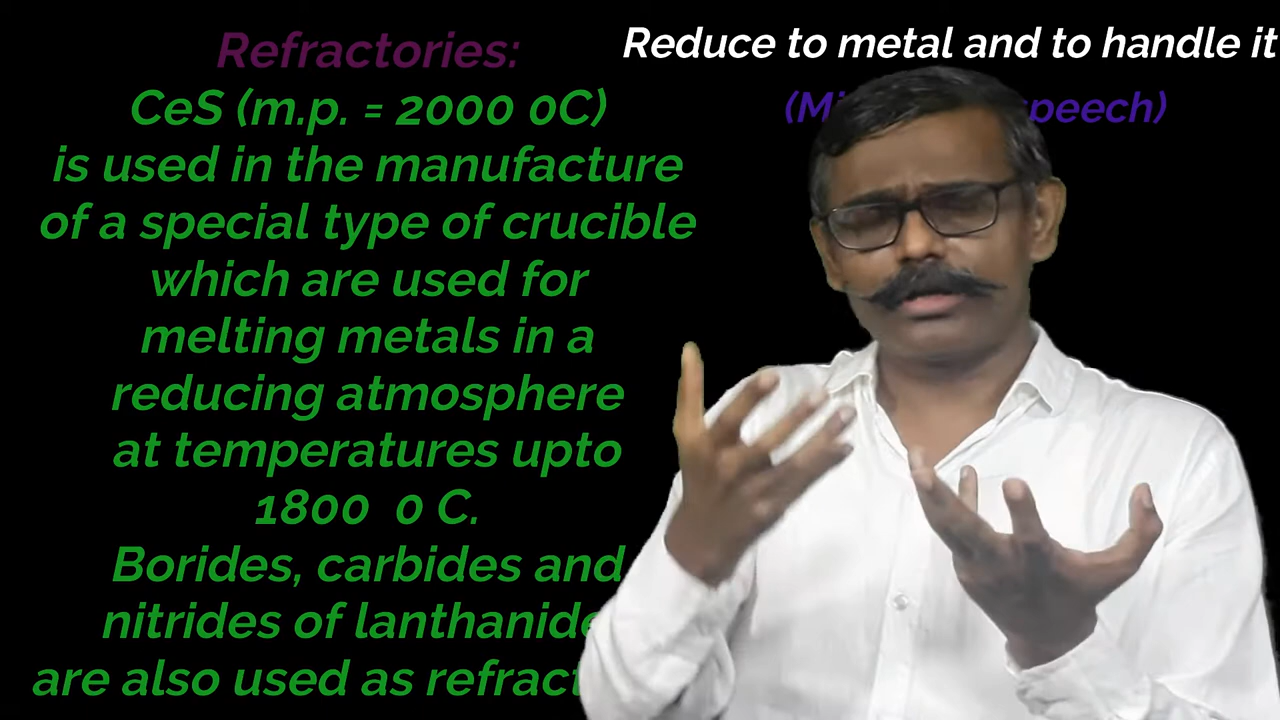 Refractories:
CeS (m.p. = 2000 0C)
is used in the manufacture
of a special type of crucible
which are used for
melting metals in a
reducing atmosphere
at temperatures upto
1800 0 C.
Borides, carbides and
nitrides of
are also used as
Reduce to metal and to handle it